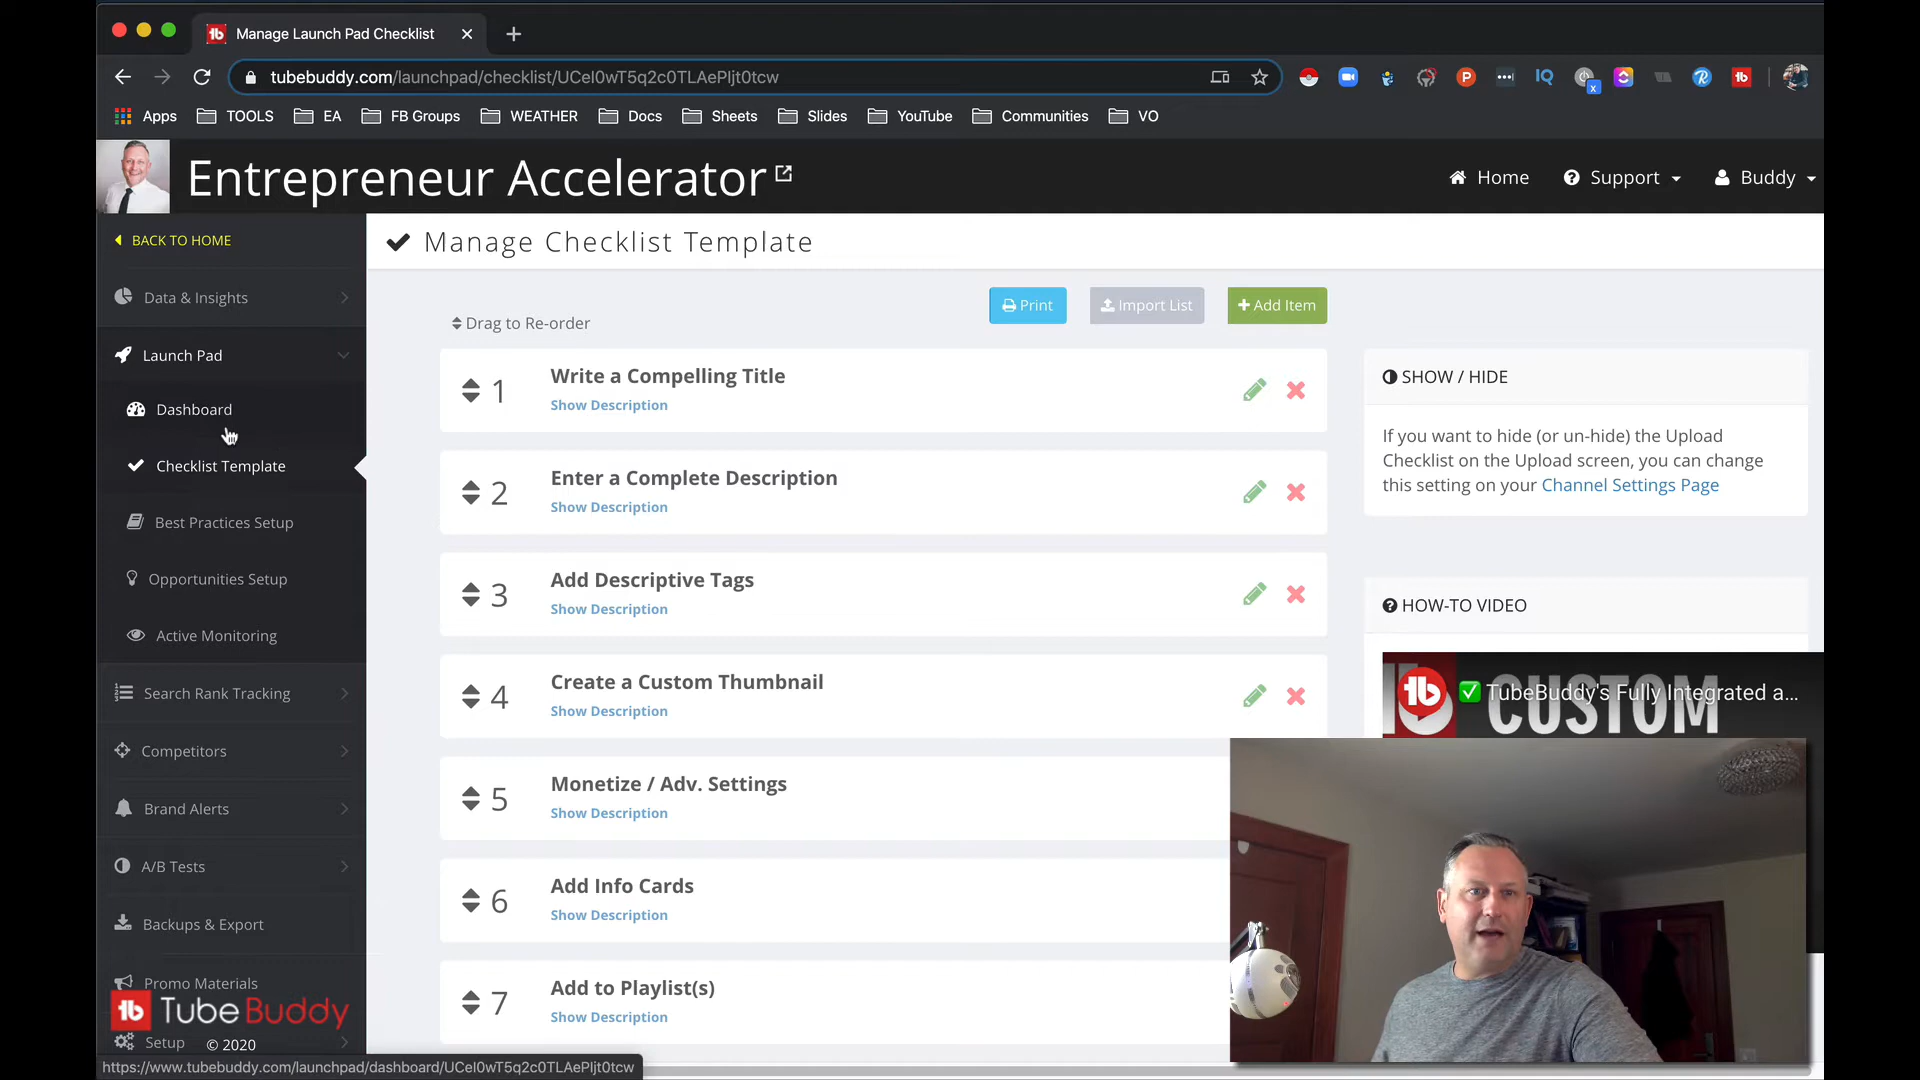 Manage Launch Pad Checklist
tubebuddy.com/launchpad/checklist/UCeI0wT5q2c0TLAePIjt0tcw
Apps TOOLS EA FB Groups WEATHER Docs Sheets Slides YouTube Communities VO
Entrepreneur Accelerator
Home Support Buddy
BACK TO HOME
Data & Insights
Launch Pad
Dashboard
Checklist Template
Best Practices Setup
Opportunities Setup
Active Monitoring
Search Rank Tracking
Competitors
Brand Alerts
A/B Tests
Backups & Export
Promo Materials
TubeBuddy
Setup
© 2020
https://www.tubebuddy.com/launchpad/dashboard/UCeI0wT5q2c0TLAePIjt0tcw
Manage Checklist Template
Drag to Re-order
Print Import List Add Item
1 Write a Compelling Title
Show Description
2 Enter a Complete Description
Show Description
3 Add Descriptive Tags
Show Description
4 Create a Custom Thumbnail
Show Description
5 Monetize / Adv. Settings
Show Description
6 Add Info Cards
Show Description
7 Add to Playlist(s)
Show Description
SHOW / HIDE
If you want to hide (or un-hide) the Upload
Checklist on the Upload screen, you can change
this setting on your Channel Settings Page
HOW-TO VIDEO
TubeBuddy's Fully Integrated a...
CUSTOM